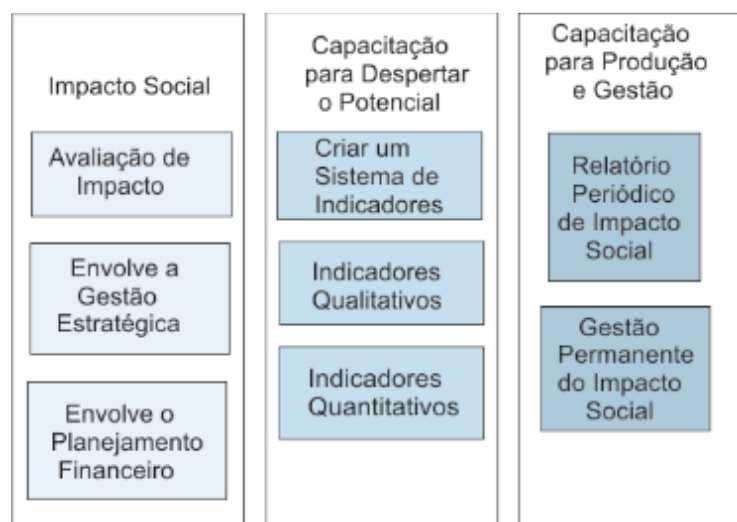 Impacto Social
Avaliação de
Impacto
Envolve a
Gestão
Estratégica
Envolve o
Planejamento
Financeiro
Capacitação
para Despertar
o Potencial
Criar um
Sistema de
Indicadores
Indicadores
Qualitativos
Indicadores
Quantitativos
Capacitação
para Produção
e Gestão
Relatório
Periódico
de Impacto
Social
Gestão
Permanente
do Impacto
Social